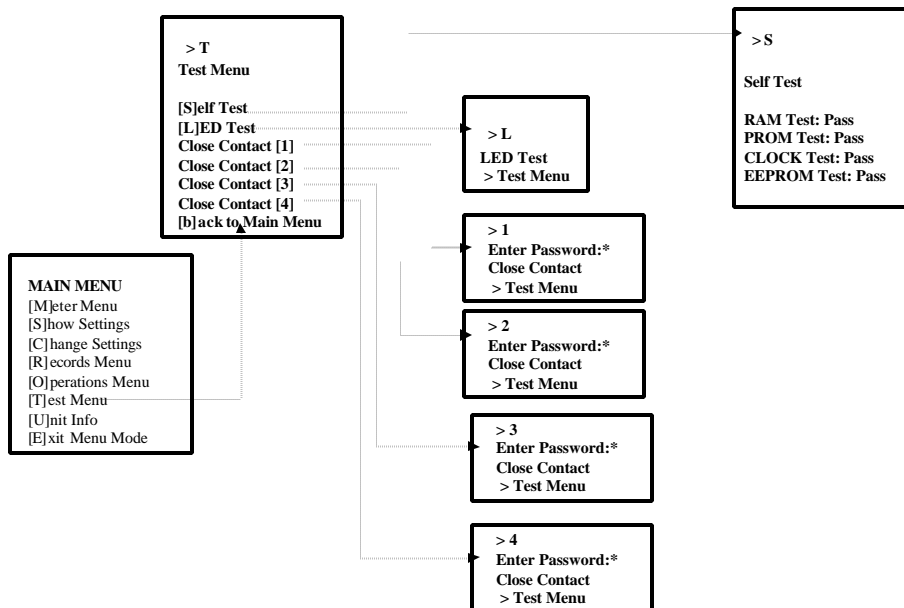 > T
Test Menu
[S]elf Test
[L]ED Test
Close Contact [1]
Close Contact [2]
Close Contact [3]
Close Contact [4]
[b]ack to Main Menu
MAIN MENU
[M]eter Menu
[S]how Settings
[C]hange Settings
[R]ecords Menu
[O]perations Menu
[T]est Menu
[U]nit Info
[E]xit Menu Mode
> L
LED Test
> Test Menu
> 1
Enter Password:*
Close Contact
> Test Menu
> 2
Enter Password:*
Close Contact
> Test Menu
> 3
Enter Password:*
Close Contact
> Test Menu
> 4
Enter Password:*
Close Contact
> Test Menu
> S
Self Test
RAM Test: Pass
PROM Test: Pass
CLOCK Test: Pass
EEPROM Test: Pass